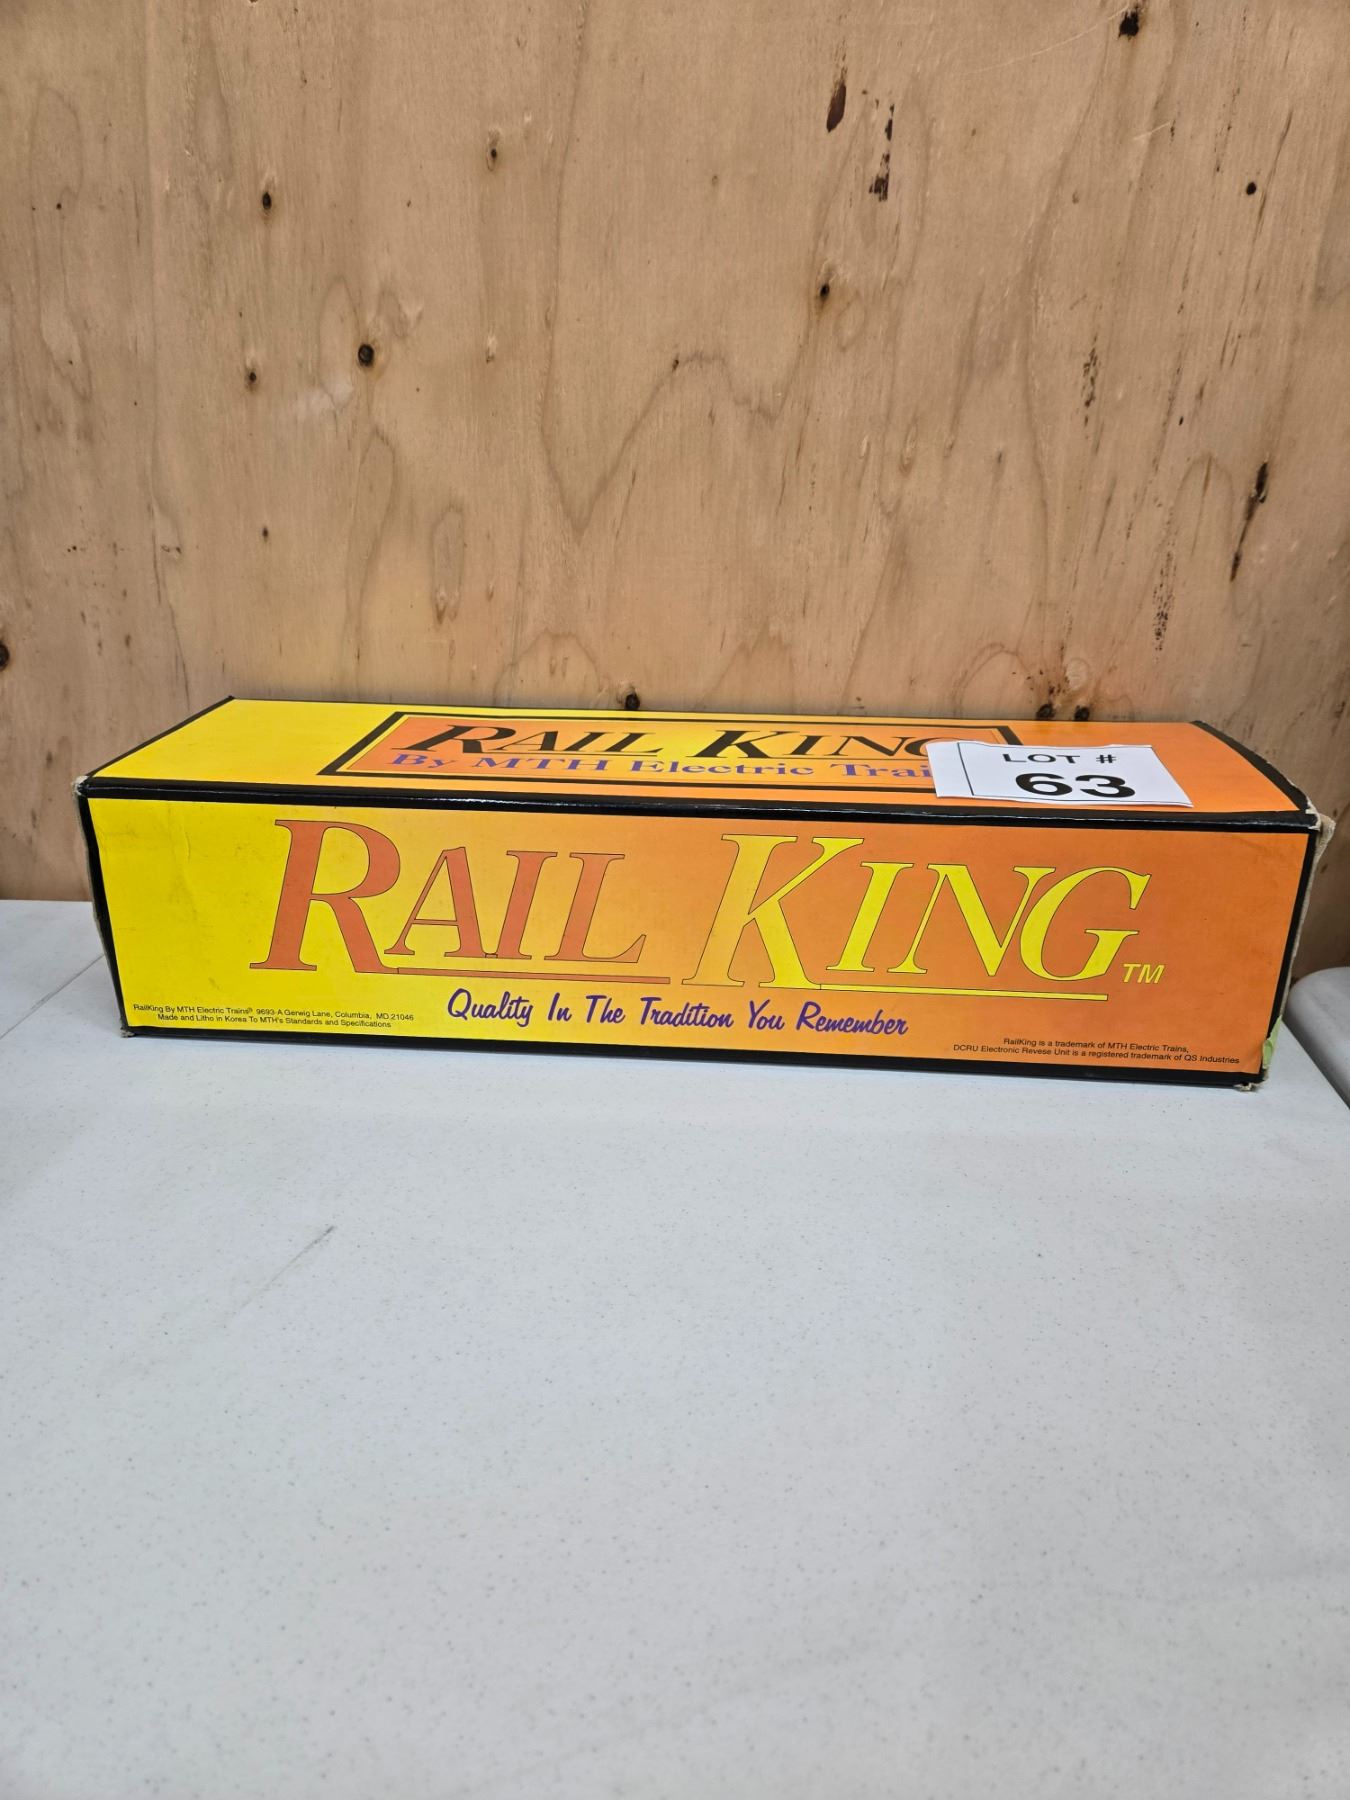 RAIL KING
By MTH Electric Trai
LOT #
63
RAIL KING TM
Quality In The Tradition You Remember
RailKing By MTH Electric Trains® 9693-A Gerwig Lane, Columbia, MD 21046
Made and Litho in Korea To MTH's Standards and Specifications
RailKing is a trademark of MTH Electric Trains,
DCRU Electronic Revese Unit is a registered trademark of QS Industries